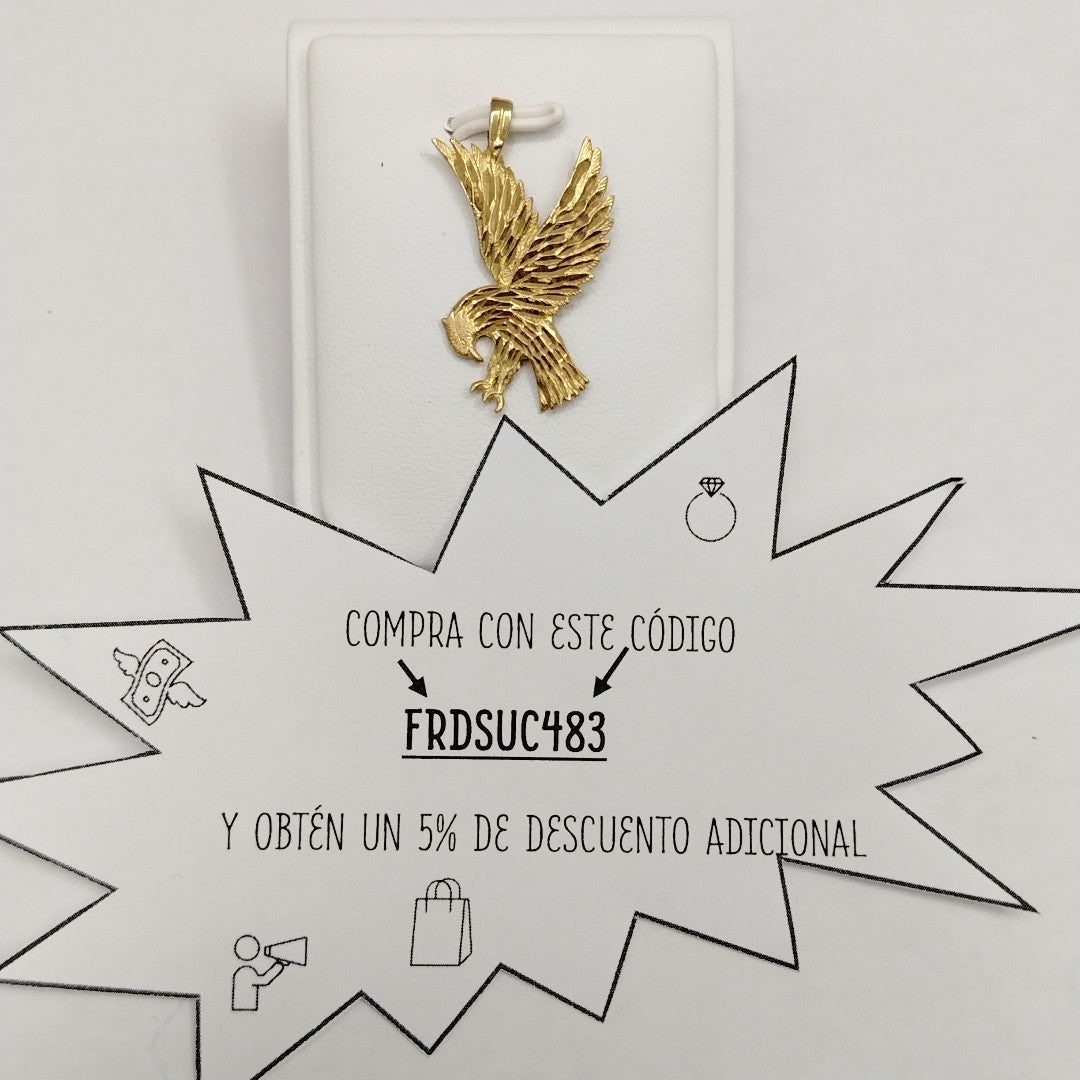 COMPRA CON ESTE CÓDIGO
FRDSUC483
Y OBTÉN UN 5% DE DESCUENTO ADICIONAL